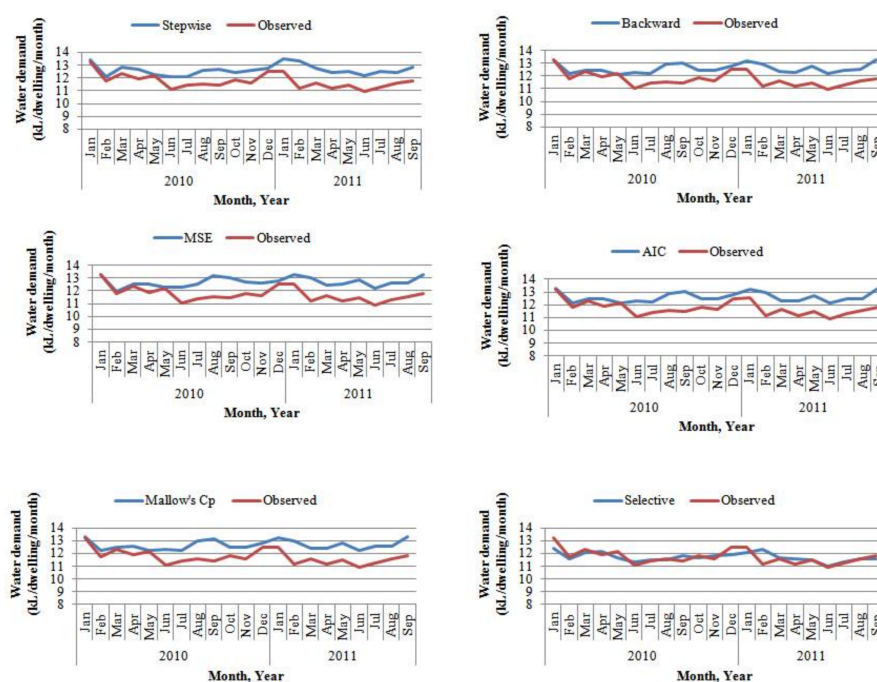 Stepwise Observed
Water demand
(kL/dwelling/month)
14
13
12
11
10
9
8
Jan Feb Mar Apr May Jun Jul Aug Sep Oct Nov Dec Jan Feb Mar Apr May Jun Jul Aug Sep
2010 2011
Month, Year
Backward Observed
Water demand
(kL/dwelling/month)
14
13
12
11
10
9
8
Jan Feb Mar Apr May Jun Jul Aug Sep Oct Nov Dec Jan Feb Mar Apr May Jun Jul Aug Sep
2010 2011
Month, Year
MSE Observed
Water demand
(kL/dwelling/month)
14
13
12
11
10
9
8
Jan Feb Mar Apr May Jun Jul Aug Sep Oct Nov Dec Jan Feb Mar Apr May Jun Jul Aug Sep
2010 2011
Month, Year
AIC Observed
Water demand
(kL/dwelling/month)
14
13
12
11
10
9
8
Jan Feb Mar Apr May Jun Jul Aug Sep Oct Nov Dec Jan Feb Mar Apr May Jun Jul Aug Sep
2010 2011
Month, Year
Mallow's Cp Observed
Water demand
(kL/dwelling/month)
14
13
12
11
10
9
8
Jan Feb Mar Apr May Jun Jul Aug Sep Oct Nov Dec Jan Feb Mar Apr May Jun Jul Aug Sep
2010 2011
Month, Year
Selective Observed
Water demand
(kL/dwelling/month)
14
13
12
11
10
9
8
Jan Feb Mar Apr May Jun Jul Aug Sep Oct Nov Dec Jan Feb Mar Apr May Jun Jul Aug Sep
2010 2011
Month, Year